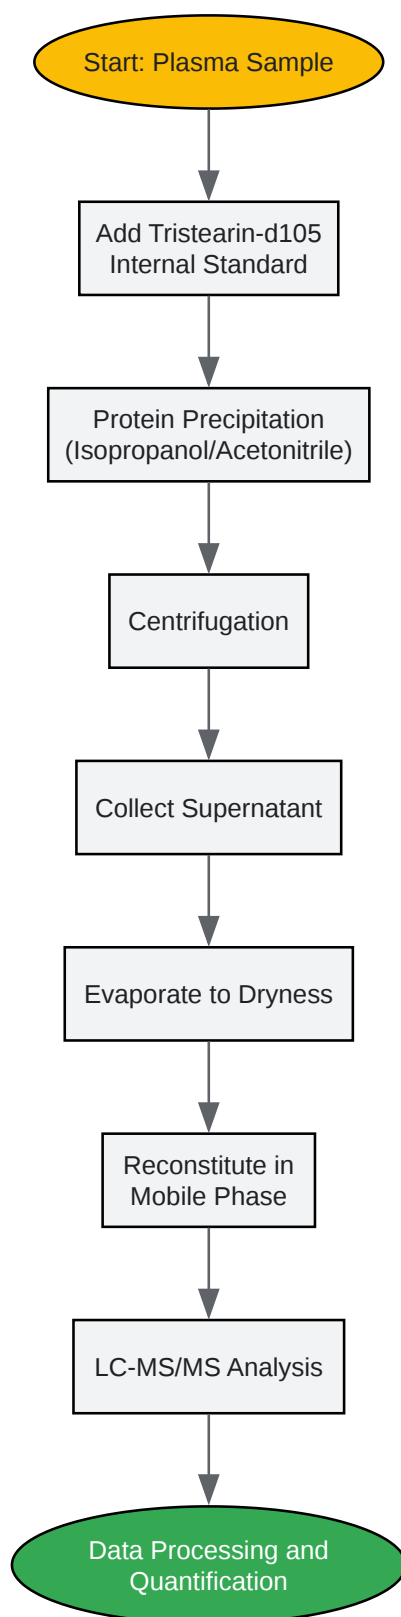 Start: Plasma Sample
Add Tristearin-d105
Internal Standard
Protein Precipitation
(Isopropanol/Acetonitrile)
Centrifugation
Collect Supernatant
Evaporate to Dryness
Reconstitute in
Mobile Phase
LC-MS/MS Analysis
Data Processing and
Quantification